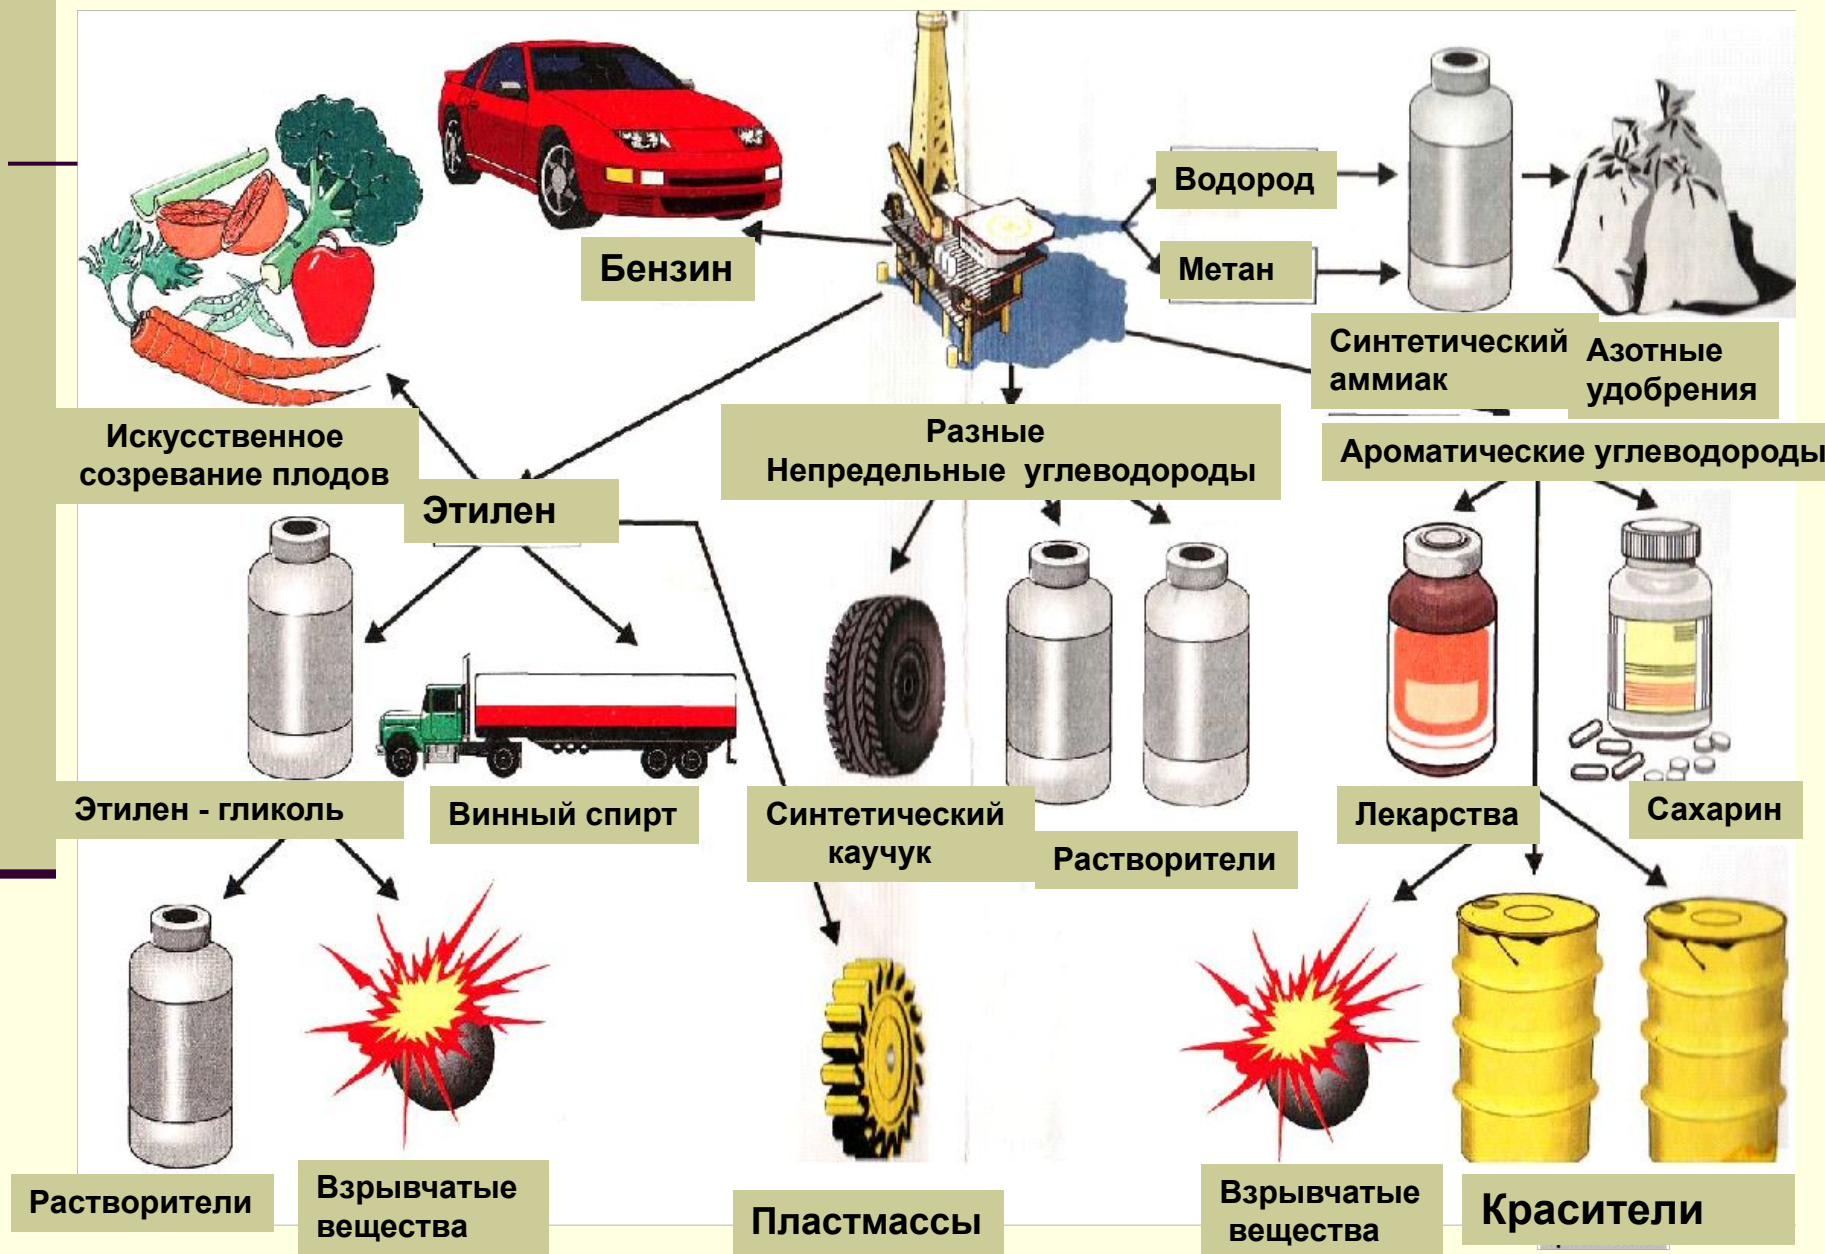 Бензин
Водород
Метан
Синтетический
аммиак
Азотные
удобрения
Искусственное
созревание плодов
Этилен
Разные
Непредельные углеводороды
Ароматические углеводороды
Этилен - гликоль
Винный спирт
Синтетический
каучук
Растворители
Лекарства
Сахарин
Растворители
Взрывчатые
вещества
Пластмассы
Взрывчатые
вещества
Красители